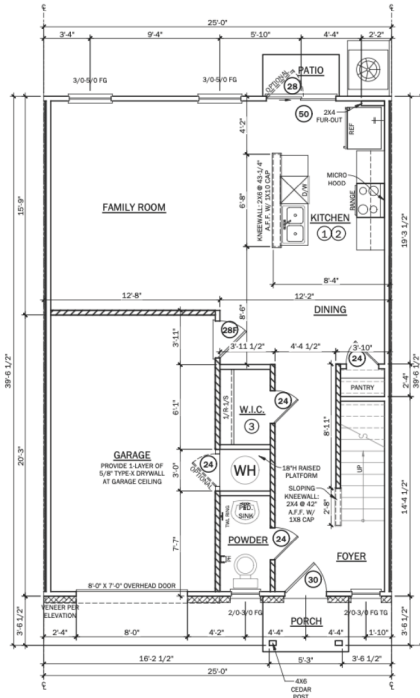 25'-0"
3'-4"
9'-4"
5'-10"
4'-4"
2'-2"
3/0-5/0 FG
3/0-5/0 FG
PATIO
OPTIONAL
28
50
2X4
FUR-OUT
REF
4'-2"
15'-9"
KNEEWALL: 2X6 @ 43-1/4"
A.F.F. W/ 1X10 CAP
6'-8"
D/W
MICRO
HOOD
RANGE
FAMILY ROOM
KITCHEN
1 2
19'-3 1/2"
8'-4"
12'-8"
12'-2"
8'-6"
DINING
28F
3'-11"
3'-11 1/2"
4'-4 1/2"
3'-10"
24
PANTRY
2'-4"
39'-6 1/2"
39'-6 1/2"
1/R-1/S
W.I.C.
3
24
6'-1"
8'-11"
UP
20'-3"
GARAGE
PROVIDE 1-LAYER OF
5/8" TYPE-X DRYWALL
AT GARAGE CEILING
24
OPTIONAL
3'-0"
WH
18"H RAISED
PLATFORM
SLOPING
KNEEWALL:
2X4 @ 42"
A.F.F. W/
1X8 CAP
2'-8"
14'-4 1/2"
PED.
SINK
POWDER
24
7'-7"
FOYER
8'-0" X 7'-0" OVERHEAD DOOR
30
VENEER PER
ELEVATION
2/0-3/0 FG
2/0-3/0 FG TG
PORCH
3'-6 1/2"
3'-6 1/2"
2'-4"
8'-0"
4'-2"
4'-4"
4'-4"
1'-10"
16'-2 1/2"
5'-3"
3'-6 1/2"
25'-0"
4X6
CEDAR
POST